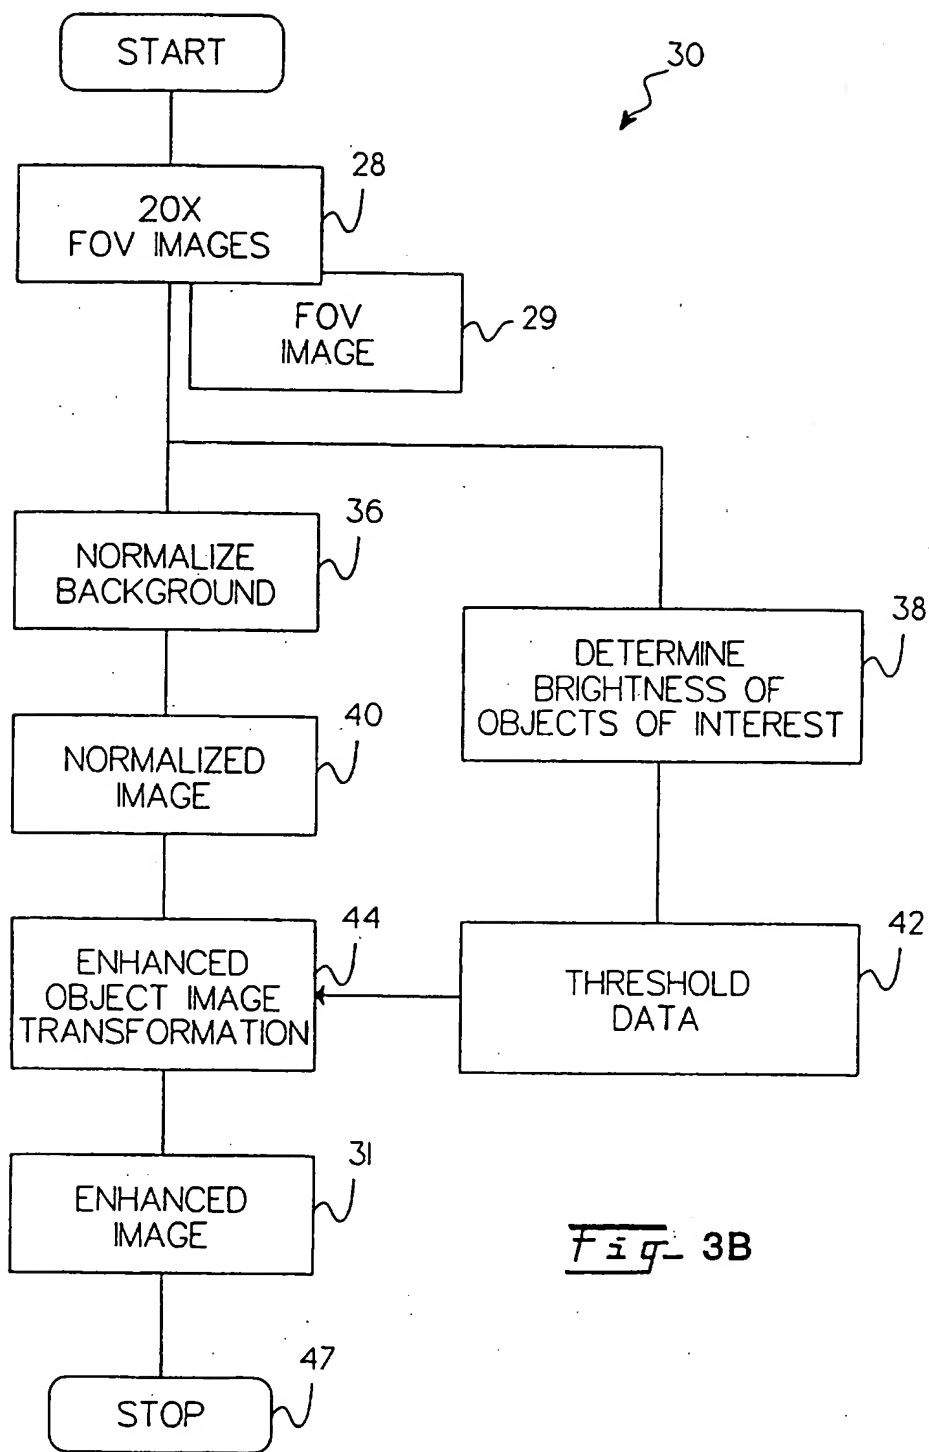 START
30
28
20X
FOV IMAGES
FOV
IMAGE
29
36
NORMALIZE
BACKGROUND
38
DETERMINE
BRIGHTNESS OF
OBJECTS OF INTEREST
40
NORMALIZED
IMAGE
44
ENHANCED
OBJECT IMAGE
TRANSFORMATION
42
THRESHOLD
DATA
31
ENHANCED
IMAGE
Fig 3B
47
STOP